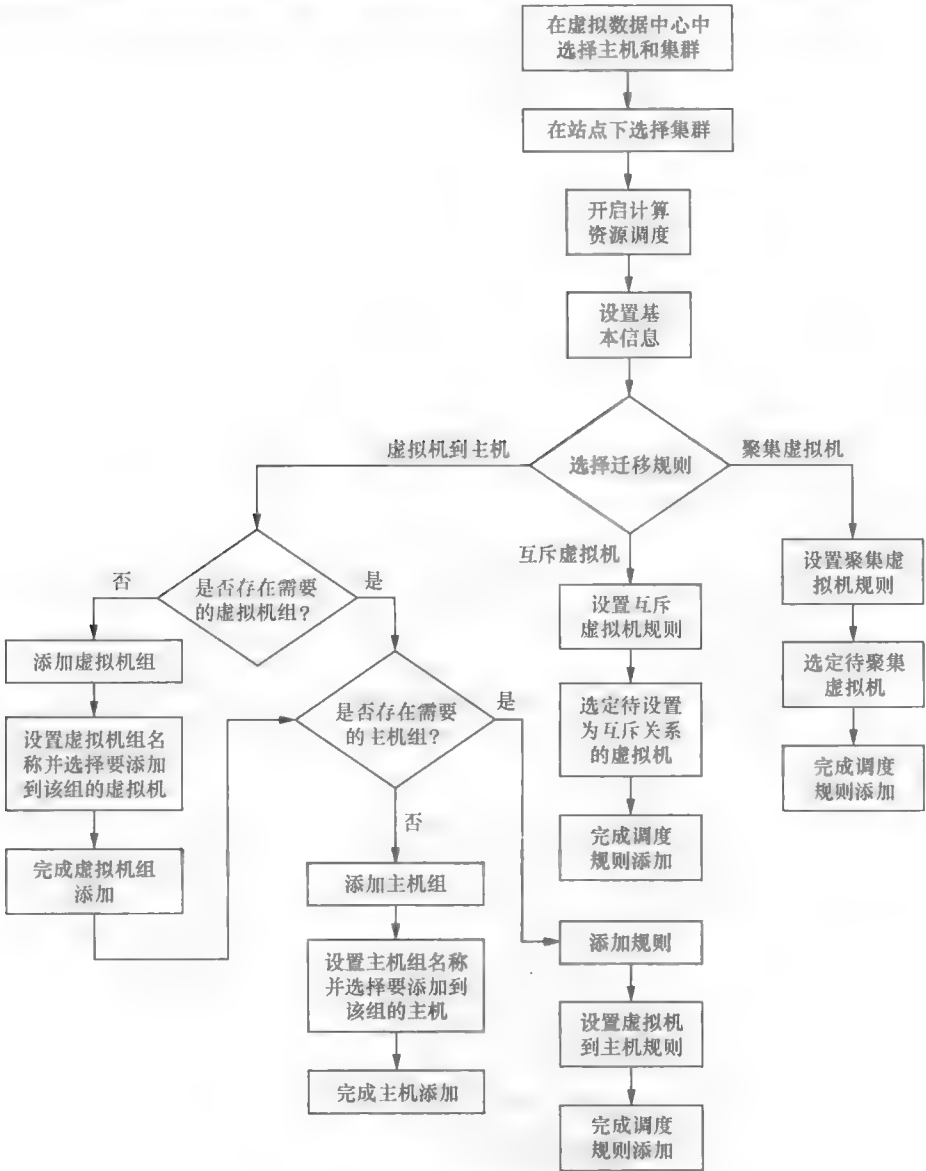 在虚拟数据中心中
选择主机和集群
在站点下选择集群
开启计算
资源调度
设置基
本信息
选择迁移规则
虚拟机到主机
聚集虚拟机
互斥虚拟机
是否存在需要
的虚拟机组?
否
是
添加虚拟机组
设置虚拟机组名
称并选择要添加
到该组的虚拟机
完成虚拟机组
添加
是否存在需要
的主机组?
是
否
添加主机组
设置主机组名称
并选择要添加到
该组的主机
完成主机添加
设置互斥
虚拟机规则
选定待设置
为互斥关系
的虚拟机
完成调度
规则添加
添加规则
设置虚拟机
到主机规则
完成调度
规则添加
设置聚集虚
拟机规则
选定待聚集
虚拟机
完成调度
规则添加